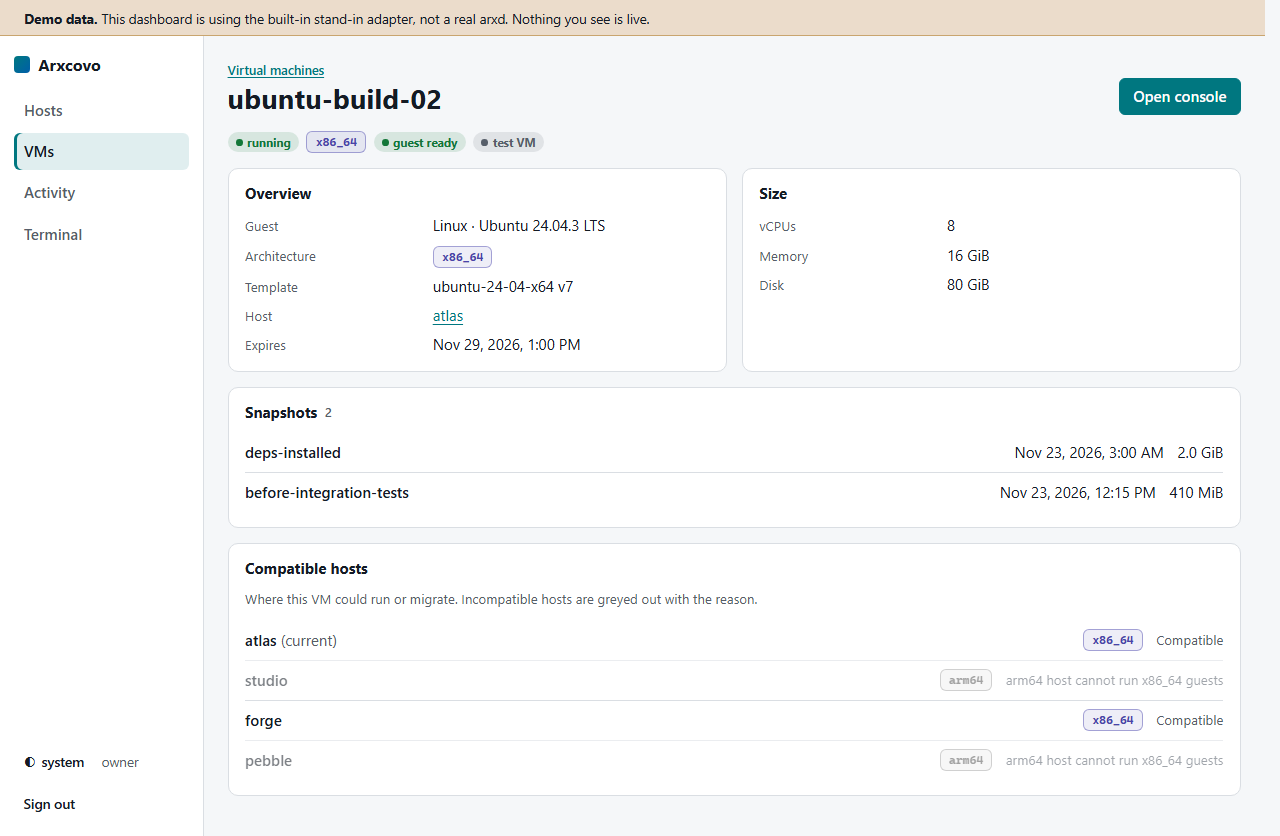 Demo data. This dashboard is using the built-in stand-in adapter, not a real arxd. Nothing you see is live.
Arxcovo
Hosts
VMs
Activity
Terminal
system owner
Sign out
Virtual machines
ubuntu-build-02
Open console
running x86_64 guest ready test VM
Overview
Guest Linux · Ubuntu 24.04.3 LTS
Architecture x86_64
Template ubuntu-24-04-x64 v7
Host atlas
Expires Nov 29, 2026, 1:00 PM
Size
vCPUs 8
Memory 16 GiB
Disk 80 GiB
Snapshots 2
deps-installed Nov 23, 2026, 3:00 AM 2.0 GiB
before-integration-tests Nov 23, 2026, 12:15 PM 410 MiB
Compatible hosts
Where this VM could run or migrate. Incompatible hosts are greyed out with the reason.
atlas (current) x86_64 Compatible
studio arm64 arm64 host cannot run x86_64 guests
forge x86_64 Compatible
pebble arm64 arm64 host cannot run x86_64 guests